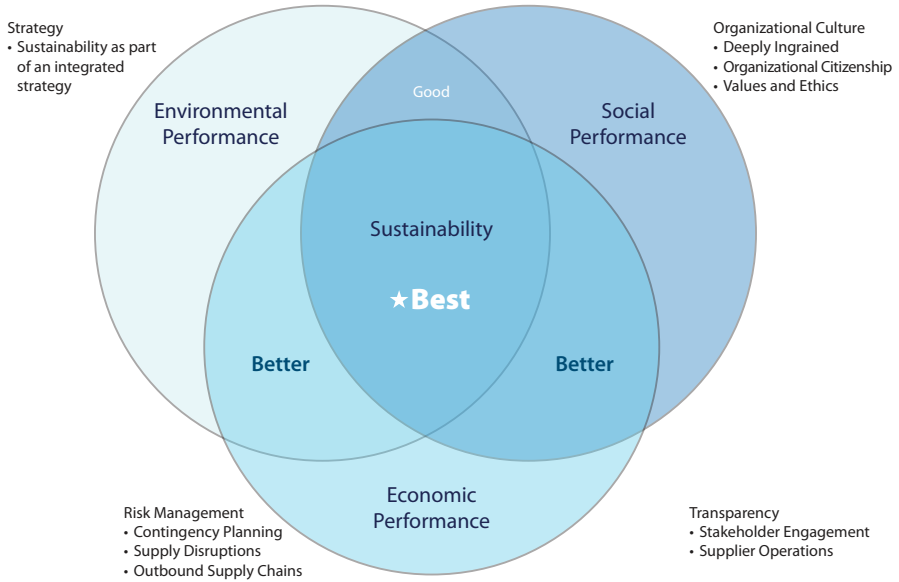 Strategy
• Sustainability as part
of an integrated
strategy
Organizational Culture
• Deeply Ingrained
• Organizational Citizenship
• Values and Ethics
Good
Environmental
Performance
Social
Performance
Sustainability
★Best
Better
Better
Economic
Performance
Risk Management
• Contingency Planning
• Supply Disruptions
• Outbound Supply Chains
Transparency
• Stakeholder Engagement
• Supplier Operations